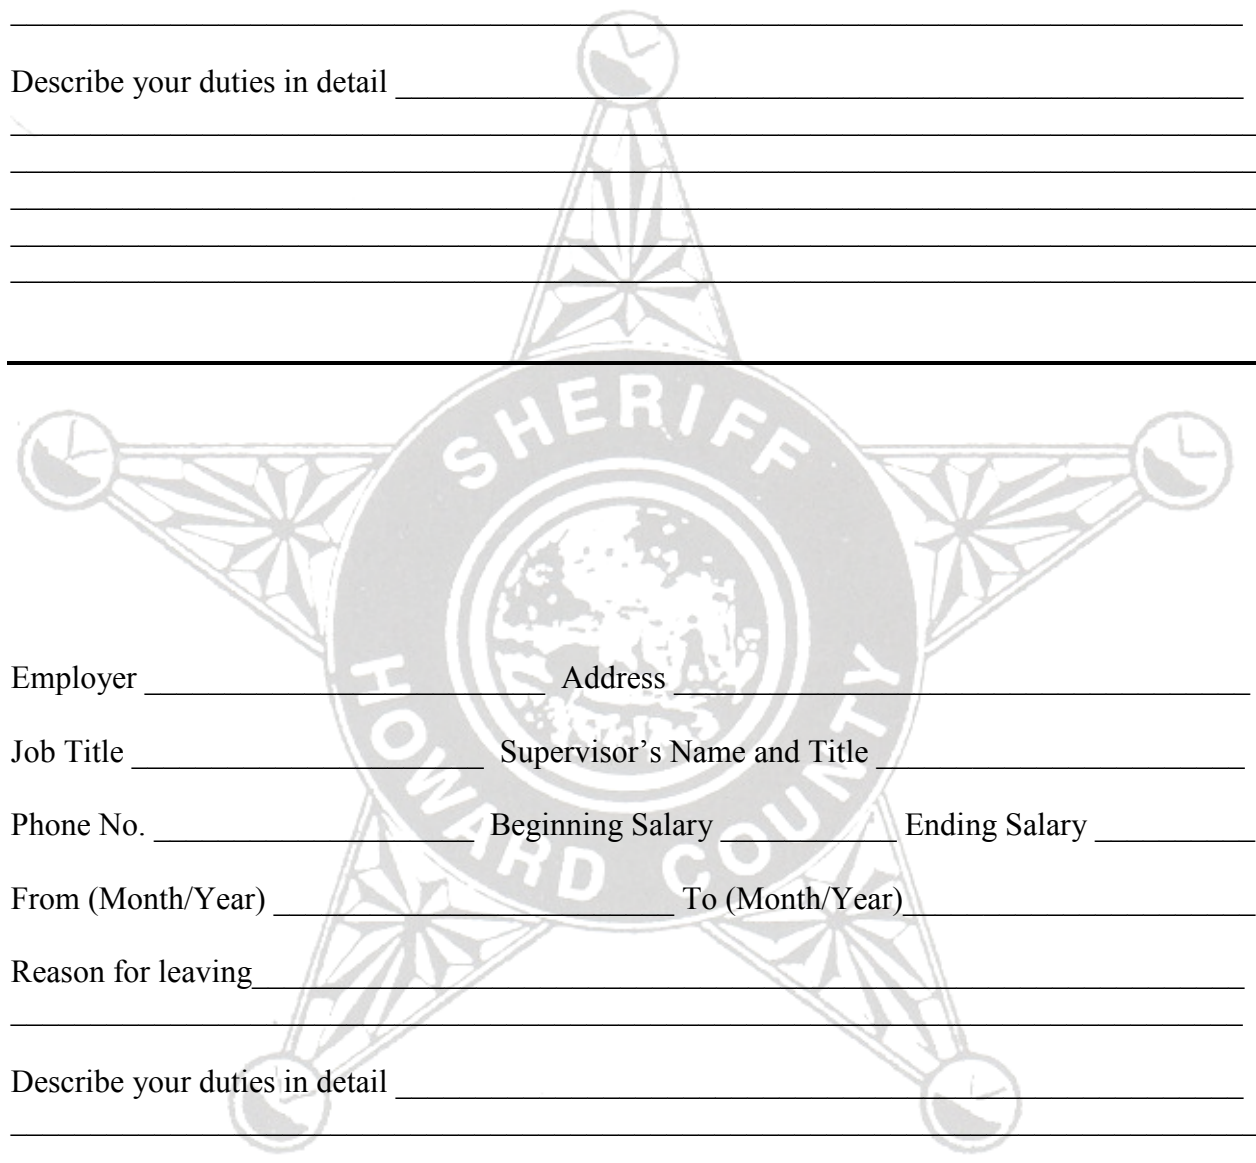 Describe your duties in detail
SHERIFF
HOWARD COUNTY
Employer Address
Job Title Supervisor’s Name and Title
Phone No. Beginning Salary Ending Salary
From (Month/Year) To (Month/Year)
Reason for leaving
Describe your duties in detail